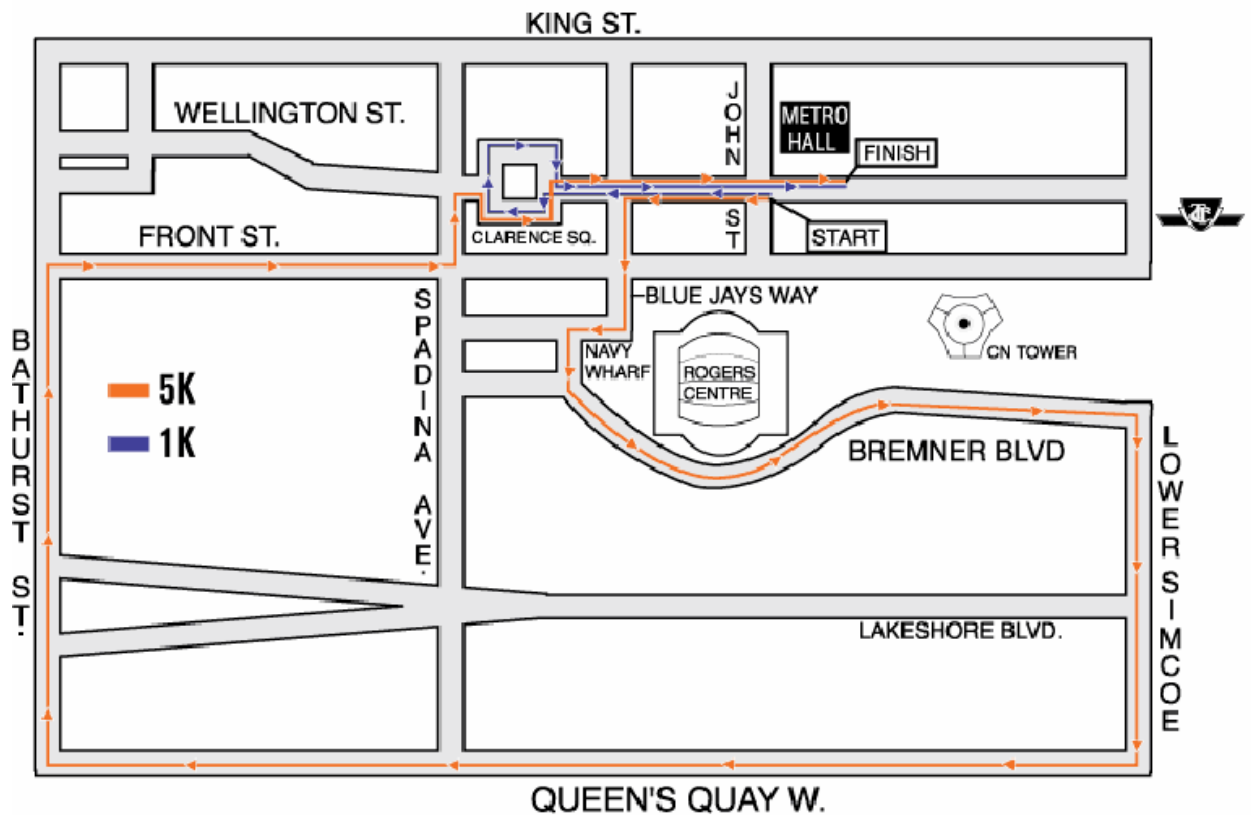 KING ST.
WELLINGTON ST.
JOHN ST
METRO
HALL
FINISH
START
CLARENCE SQ.
FRONT ST.
BLUE JAYS WAY
NAVY
WHARF
ROGERS
CENTRE
CN TOWER
SPADINA AVE.
BATHURST ST.
5K
1K
BREMNER BLVD
LOWER SIMCOE
LAKESHORE BLVD.
QUEEN'S QUAY W.